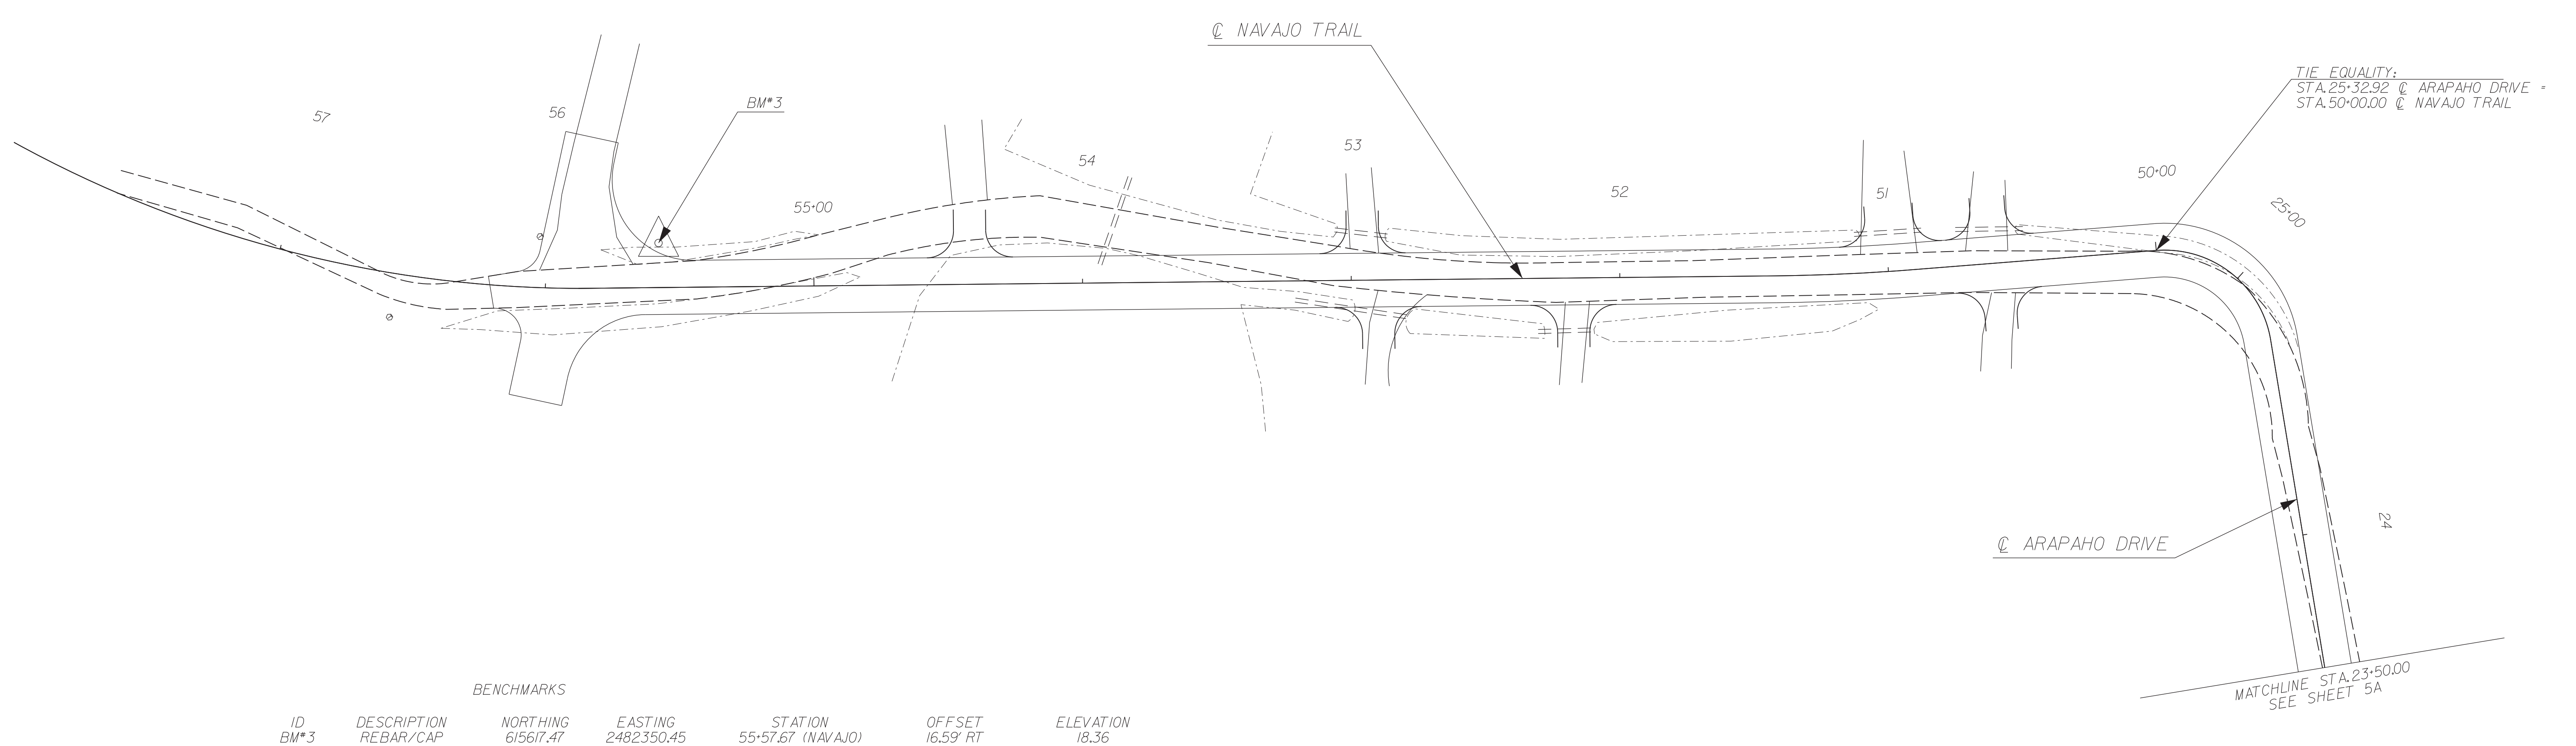 ℄ NAVAJO TRAIL
TIE EQUALITY:
STA.25+32.92 ℄ ARAPAHO DRIVE =
STA.50+00.00 ℄ NAVAJO TRAIL
BM#3
57
56
55+00
54
53
52
51
50+00
25+00
24
℄ ARAPAHO DRIVE
MATCHLINE STA.23+50.00
SEE SHEET 5A
BENCHMARKS
ID DESCRIPTION NORTHING EASTING STATION OFFSET ELEVATION
BM#3 REBAR/CAP 615617.47 2482350.45 55+57.67 (NAVAJO) 16.59' RT 18.36